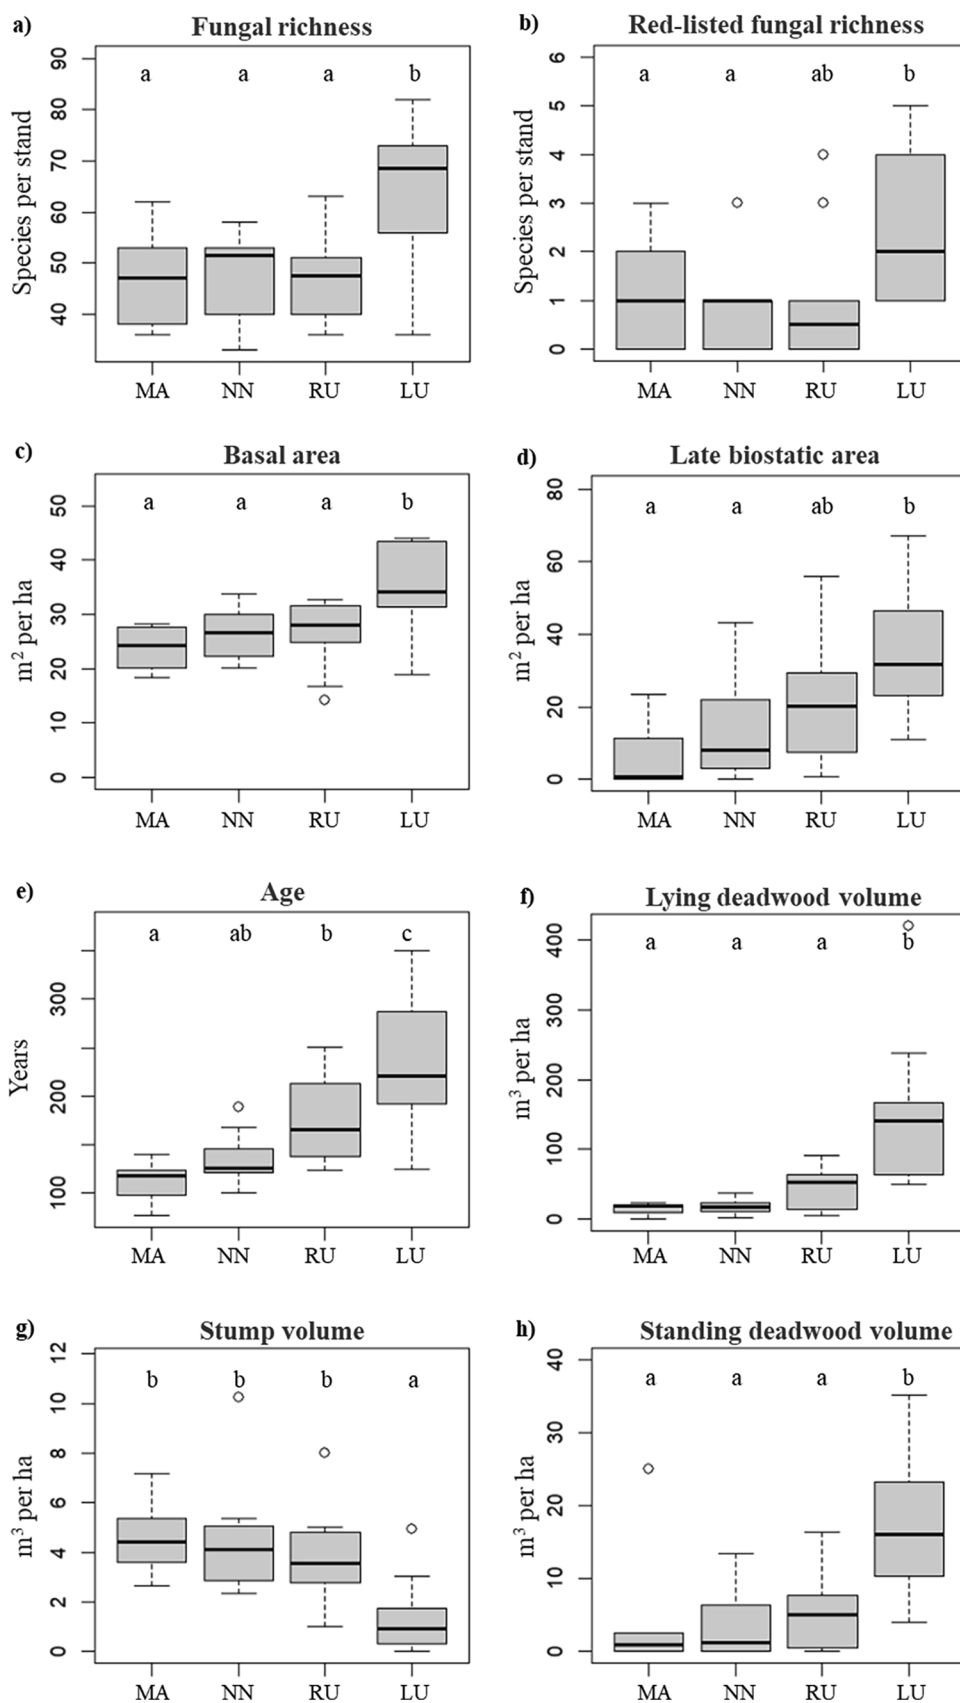 a) Fungal richness
Species per stand
90
80
70
60
50
40
a a a b
MA NN RU LU
b) Red-listed fungal richness
Species per stand
6
5
4
3
2
1
0
a a ab b
MA NN RU LU
c) Basal area
m² per ha
50
40
30
20
10
0
a a a b
MA NN RU LU
d) Late biostatic area
m² per ha
80
60
40
20
0
a a ab b
MA NN RU LU
e) Age
Years
300
200
100
a ab b c
MA NN RU LU
f) Lying deadwood volume
m³ per ha
400
300
200
100
0
a a a b
MA NN RU LU
g) Stump volume
m³ per ha
12
10
8
6
4
2
0
b b b a
MA NN RU LU
h) Standing deadwood volume
m³ per ha
40
30
20
10
0
a a a b
MA NN RU LU